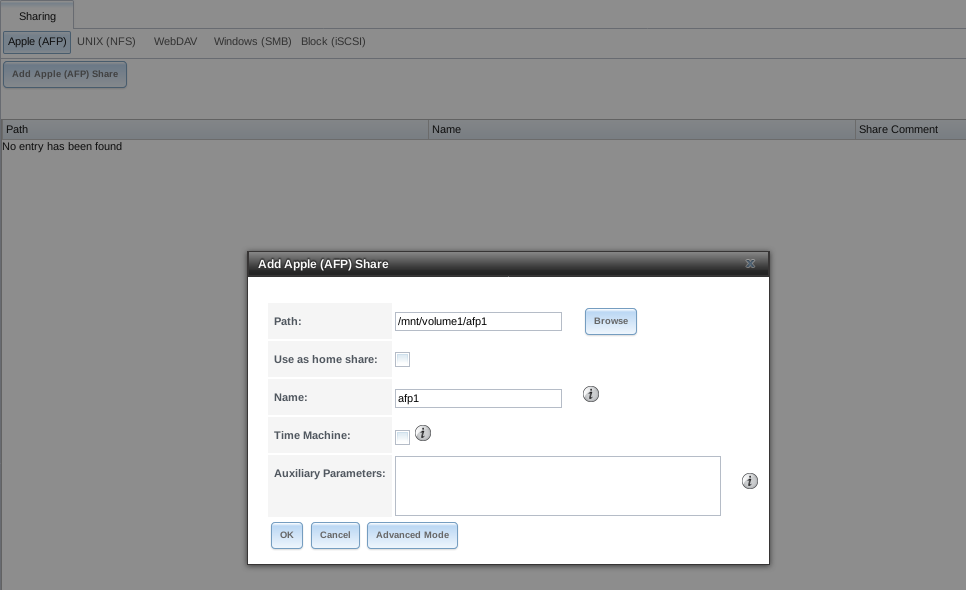 Sharing
Apple (AFP) UNIX (NFS) WebDAV Windows (SMB) Block (iSCSI)
Add Apple (AFP) Share
Path Name Share Comment
No entry has been found
Add Apple (AFP) Share
Path: /mnt/volume1/afp1 Browse
Use as home share:
Name: afp1
Time Machine:
Auxiliary Parameters:
OK Cancel Advanced Mode